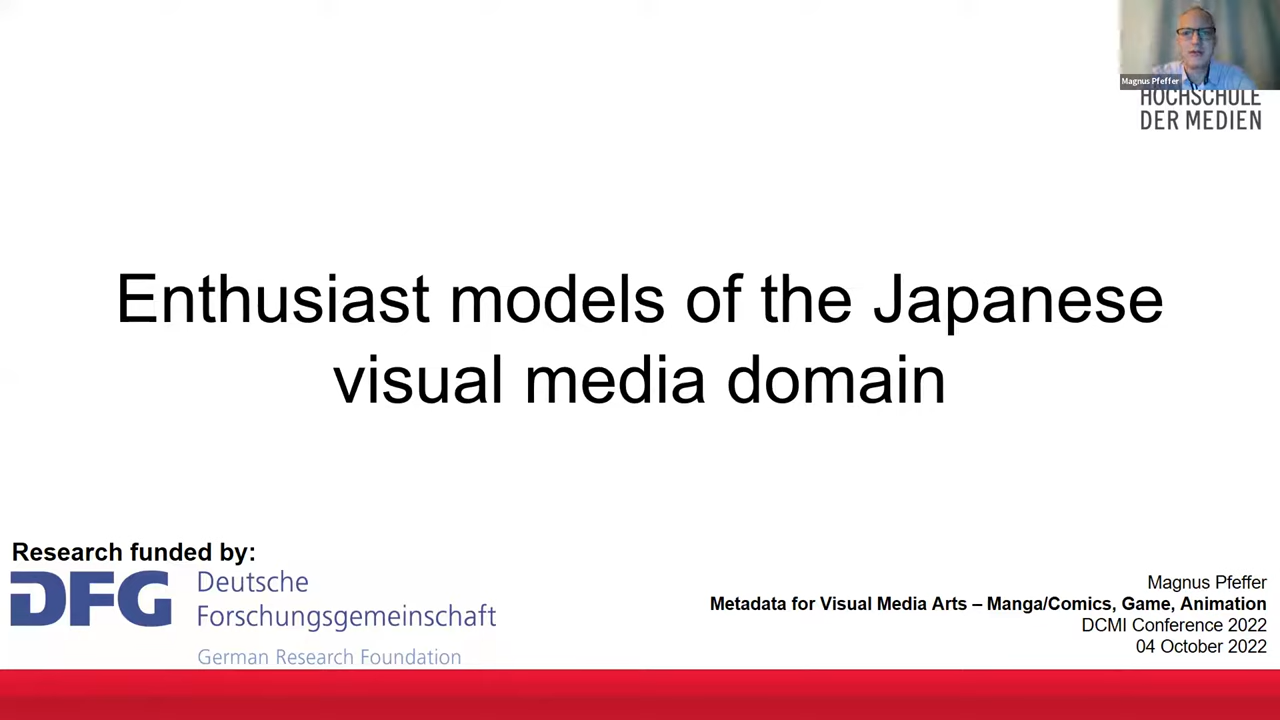 Magnus Pfeffer
HOCHSCHULE
DER MEDIEN
Enthusiast models of the Japanese
visual media domain
Research funded by:
DFG
Deutsche
Forschungsgemeinschaft
German Research Foundation
Magnus Pfeffer
Metadata for Visual Media Arts – Manga/Comics, Game, Animation
DCMI Conference 2022
04 October 2022